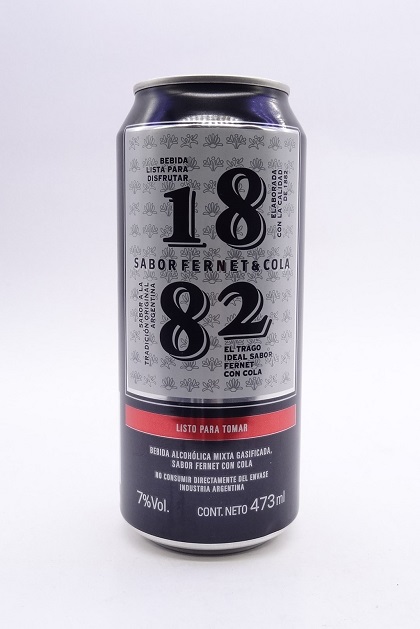 BEBIDA
LISTA PARA
DISFRUTAR
ELABORADA
CON LA CALIDAD
DE 1882
18
SABOR FERNET & COLA
SABOR A LA
TRADICIÓN ORIGINAL
ARGENTINA
82
EL TRAGO
IDEAL SABOR
FERNET
CON COLA
LISTO PARA TOMAR
BEBIDA ALCOHÓLICA MIXTA GASIFICADA,
SABOR FERNET CON COLA
NO CONSUMIR DIRECTAMENTE DEL ENVASE
INDUSTRIA ARGENTINA
7%Vol.
CONT. NETO 473ml